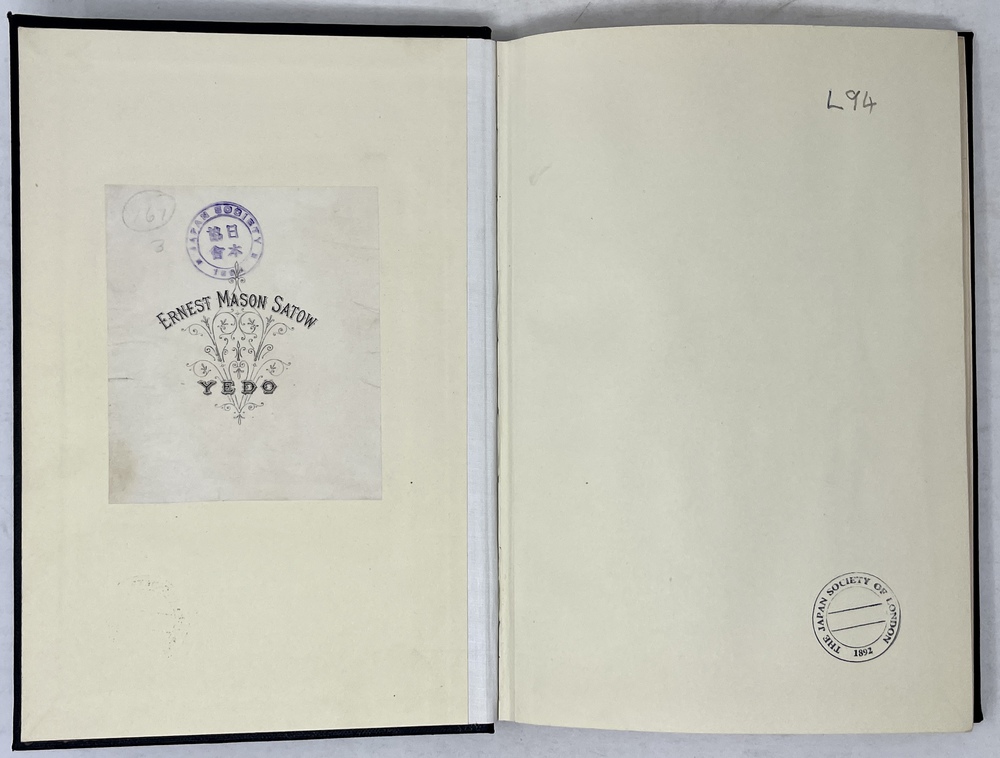 JAPAN SOCIETY
日本
協會
ERNEST MASON SATOW
YEDO
L94
THE JAPAN SOCIETY OF LONDON
1892